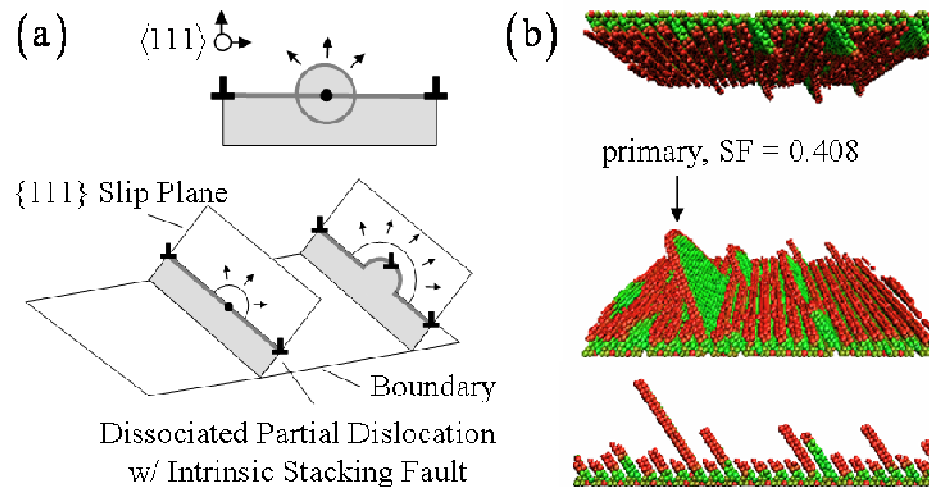 (a)
⟨111⟩
{111} Slip Plane
Boundary
Dissociated Partial Dislocation
w/ Intrinsic Stacking Fault
(b)
primary, SF = 0.408